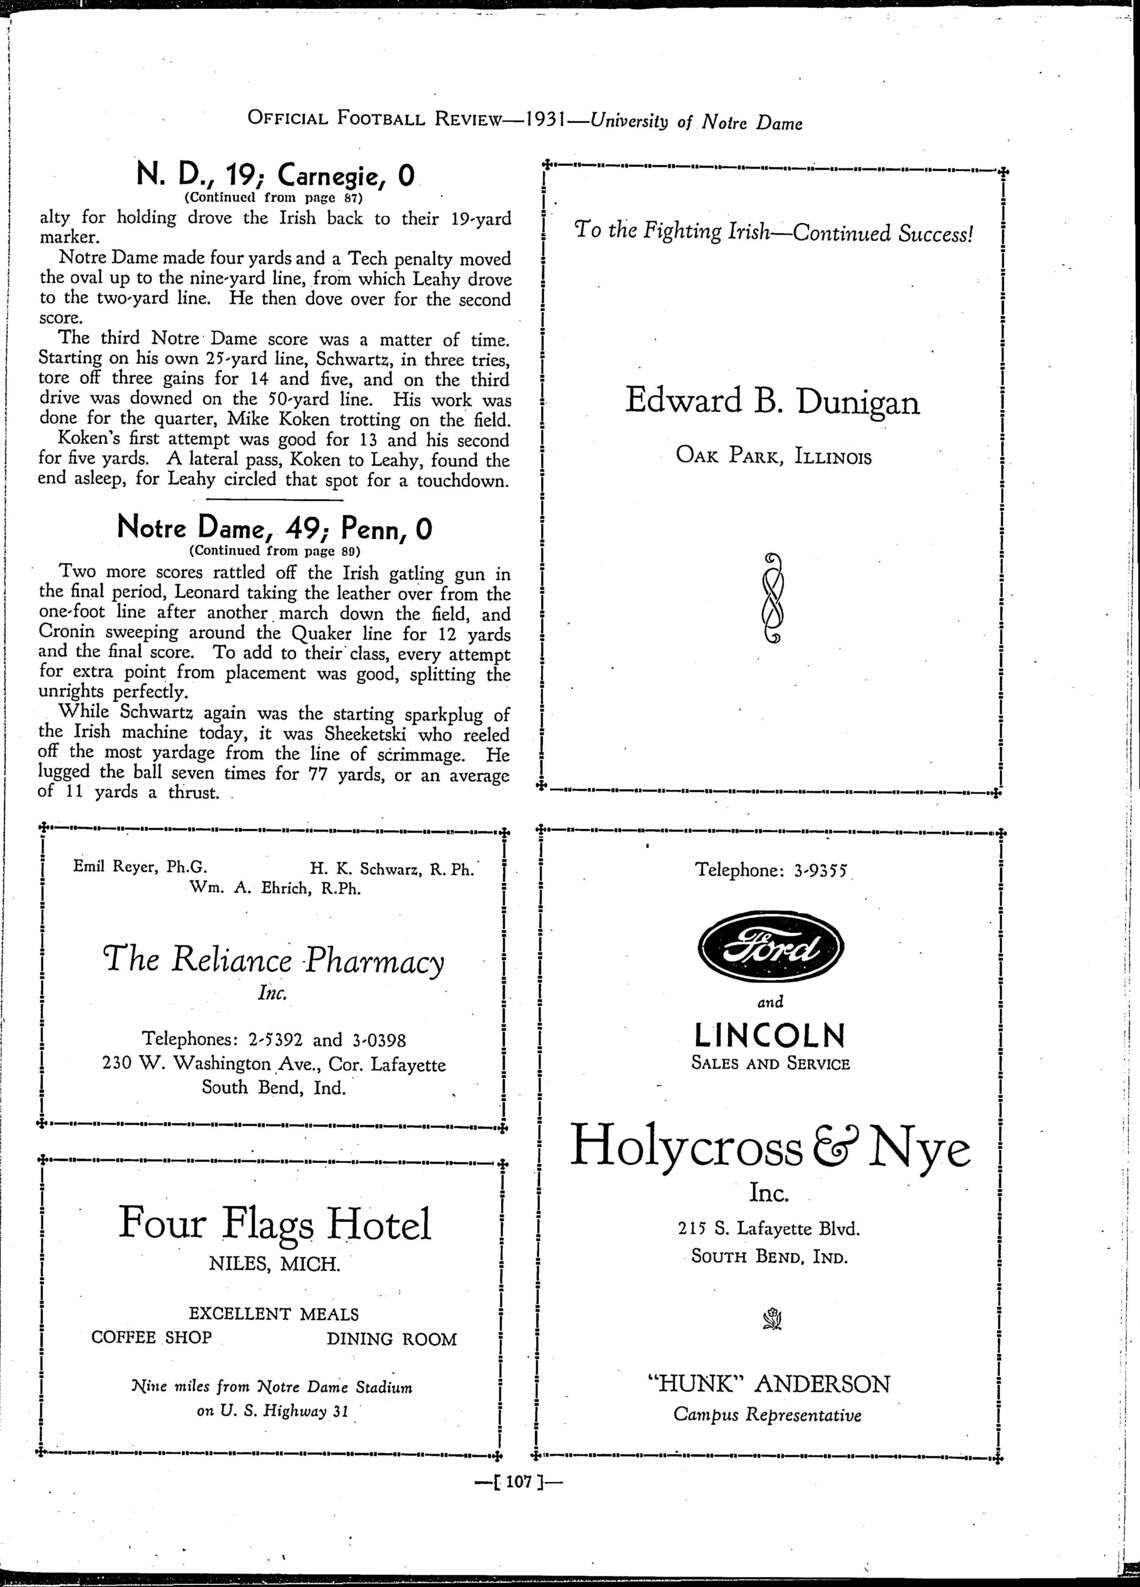 OFFICIAL FOOTBALL REVIEW—1931—University of Notre Dame
N. D., 19; Carnegie, 0
(Continued from page 87)
alty for holding drove the Irish back to their 19-yard
marker.
Notre Dame made four yards and a Tech penalty moved
the oval up to the nine-yard line, from which Leahy drove
to the two-yard line. He then dove over for the second
score.
The third Notre Dame score was a matter of time.
Starting on his own 25-yard line, Schwartz, in three tries,
tore off three gains for 14 and five, and on the third
drive was downed on the 50-yard line. His work was
done for the quarter, Mike Koken trotting on the field.
Koken's first attempt was good for 13 and his second
for five yards. A lateral pass, Koken to Leahy, found the
end asleep, for Leahy circled that spot for a touchdown.
Notre Dame, 49; Penn, 0
(Continued from page 89)
Two more scores rattled off the Irish gatling gun in
the final period, Leonard taking the leather over from the
one-foot line after another march down the field, and
Cronin sweeping around the Quaker line for 12 yards
and the final score. To add to their class, every attempt
for extra point from placement was good, splitting the
unrights perfectly.
While Schwartz again was the starting sparkplug of
the Irish machine today, it was Sheeketski who reeled
off the most yardage from the line of scrimmage. He
lugged the ball seven times for 77 yards, or an average
of 11 yards a thrust.
To the Fighting Irish—Continued Success!
Edward B. Dunigan
OAK PARK, ILLINOIS
Emil Reyer, Ph.G. H. K. Schwarz, R. Ph.
Wm. A. Ehrich, R.Ph.
The Reliance Pharmacy
Inc.
Telephones: 2-5392 and 3-0398
230 W. Washington Ave., Cor. Lafayette
South Bend, Ind.
Four Flags Hotel
NILES, MICH.
EXCELLENT MEALS
COFFEE SHOP DINING ROOM
Nine miles from Notre Dame Stadium
on U. S. Highway 31
Telephone: 3-9355
Ford
and
LINCOLN
SALES AND SERVICE
Holycross & Nye
Inc.
215 S. Lafayette Blvd.
SOUTH BEND, IND.
"HUNK" ANDERSON
Campus Representative
—[ 107 ]—